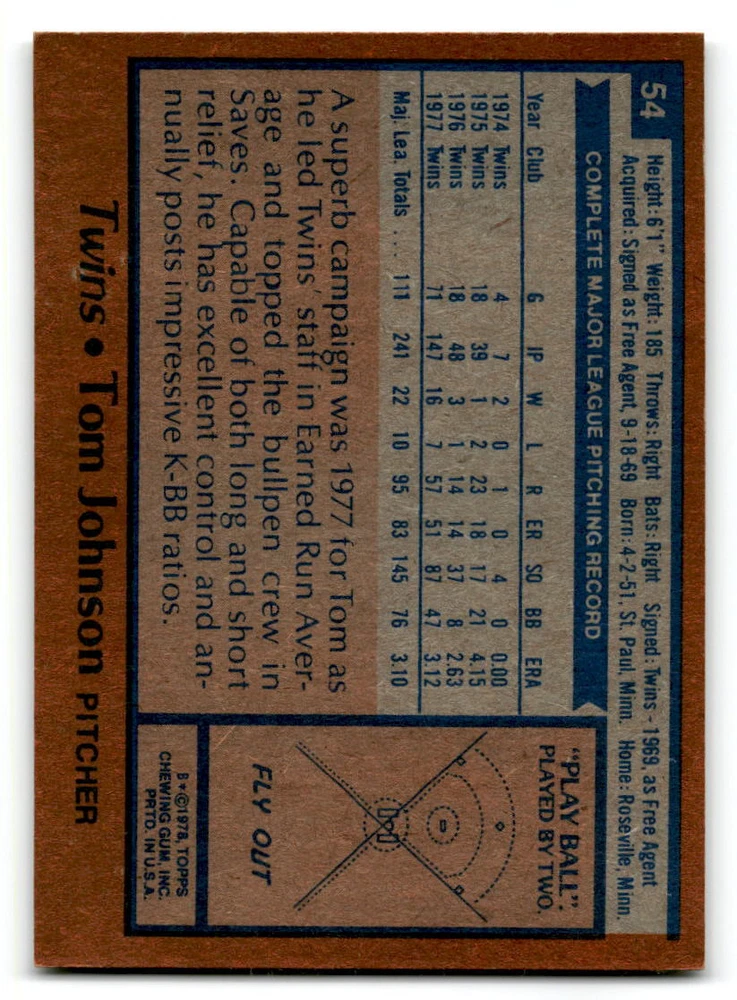 54
Height: 6'1" Weight: 185 Throws: Right Bats: Right Signed: Twins - 1969, as Free Agent
Acquired: Signed as Free Agent, 9-18-69 Born: 4-2-51, St. Paul, Minn. Home: Roseville, Minn.
COMPLETE MAJOR LEAGUE PITCHING RECORD
Year Club G IP W L R ER SO BB ERA
1974 Twins 4 7 2 0 1 0 4 0 0.00
1975 Twins 18 39 1 2 23 18 17 21 4.15
1976 Twins 18 48 3 1 14 14 37 8 2.63
1977 Twins 71 147 16 7 57 51 87 47 3.12
Maj. Lea. Totals ... 111 241 22 10 95 83 145 76 3.10
A superb campaign was 1977 for Tom as
he led Twins' staff in Earned Run Aver-
age and topped the bullpen crew in
Saves. Capable of both long and short
relief, he has excellent control and an-
nually posts impressive K-BB ratios.
"PLAY BALL"
PLAYED BY TWO
FLY OUT
B*©1978, TOPPS
CHEWING GUM, INC.
PRTD. IN U.S.A.
Twins • Tom Johnson PITCHER